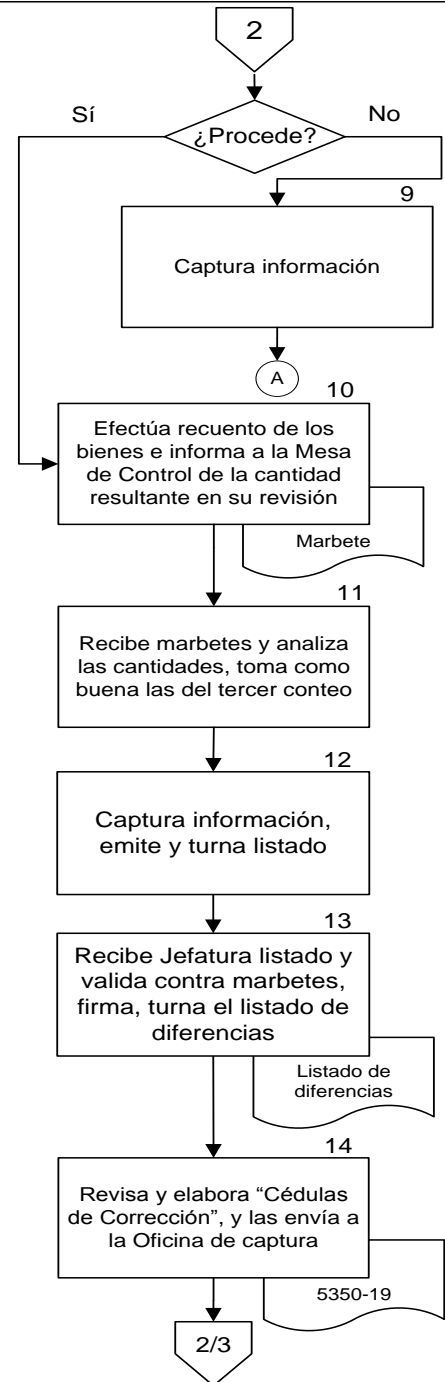 2
Sí
No
¿Procede?
9
Captura información
A
10
Efectúa recuento de los
bienes e informa a la Mesa
de Control de la cantidad
resultante en su revisión
Marbete
11
Recibe marbetes y analiza
las cantidades, toma como
buena las del tercer conteo
12
Captura información,
emite y turna listado
13
Recibe Jefatura listado y
valida contra marbetes,
firma, turna el listado de
diferencias
Listado de
diferencias
14
Revisa y elabora “Cédulas
de Corrección”, y las envía a
la Oficina de captura
5350-19
2/3